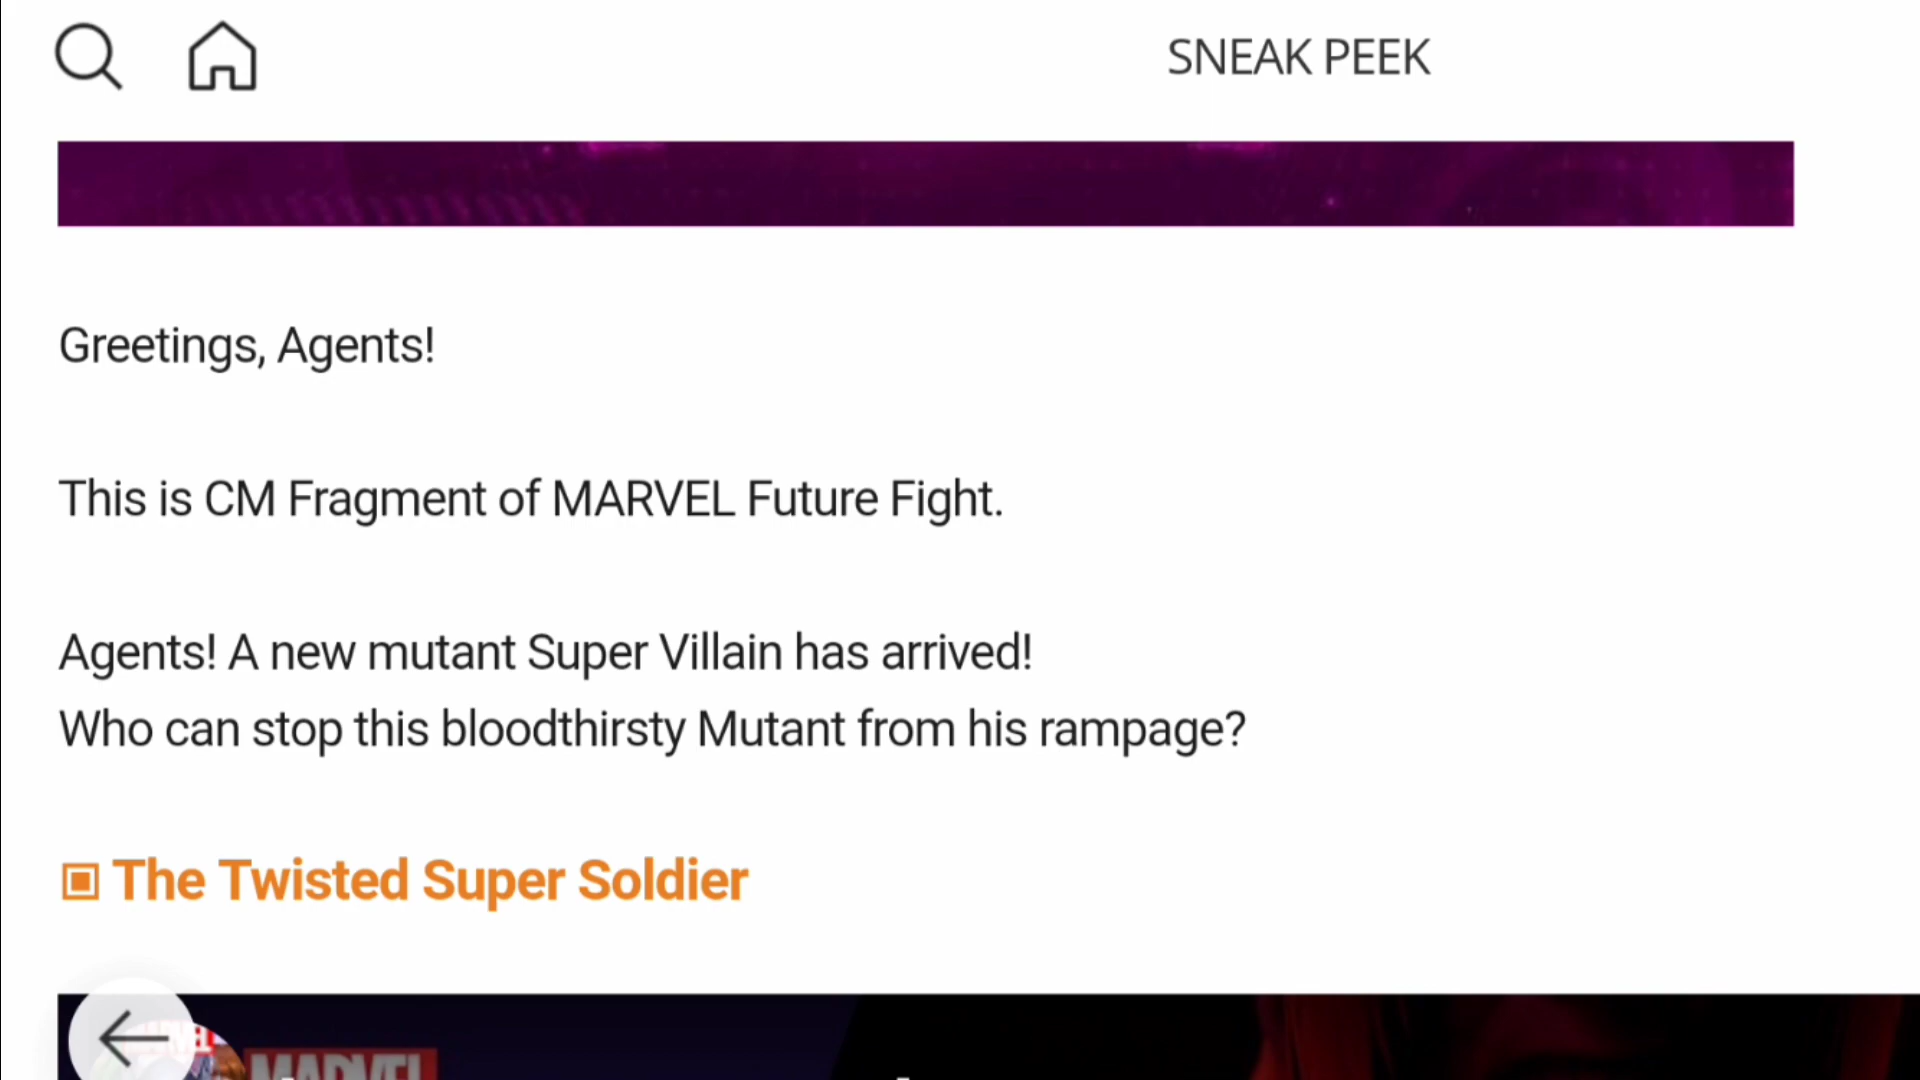 SNEAK PEEK
Greetings, Agents!
This is CM Fragment of MARVEL Future Fight.
Agents! A new mutant Super Villain has arrived!
Who can stop this bloodthirsty Mutant from his rampage?
▣ The Twisted Super Soldier
MARVEL